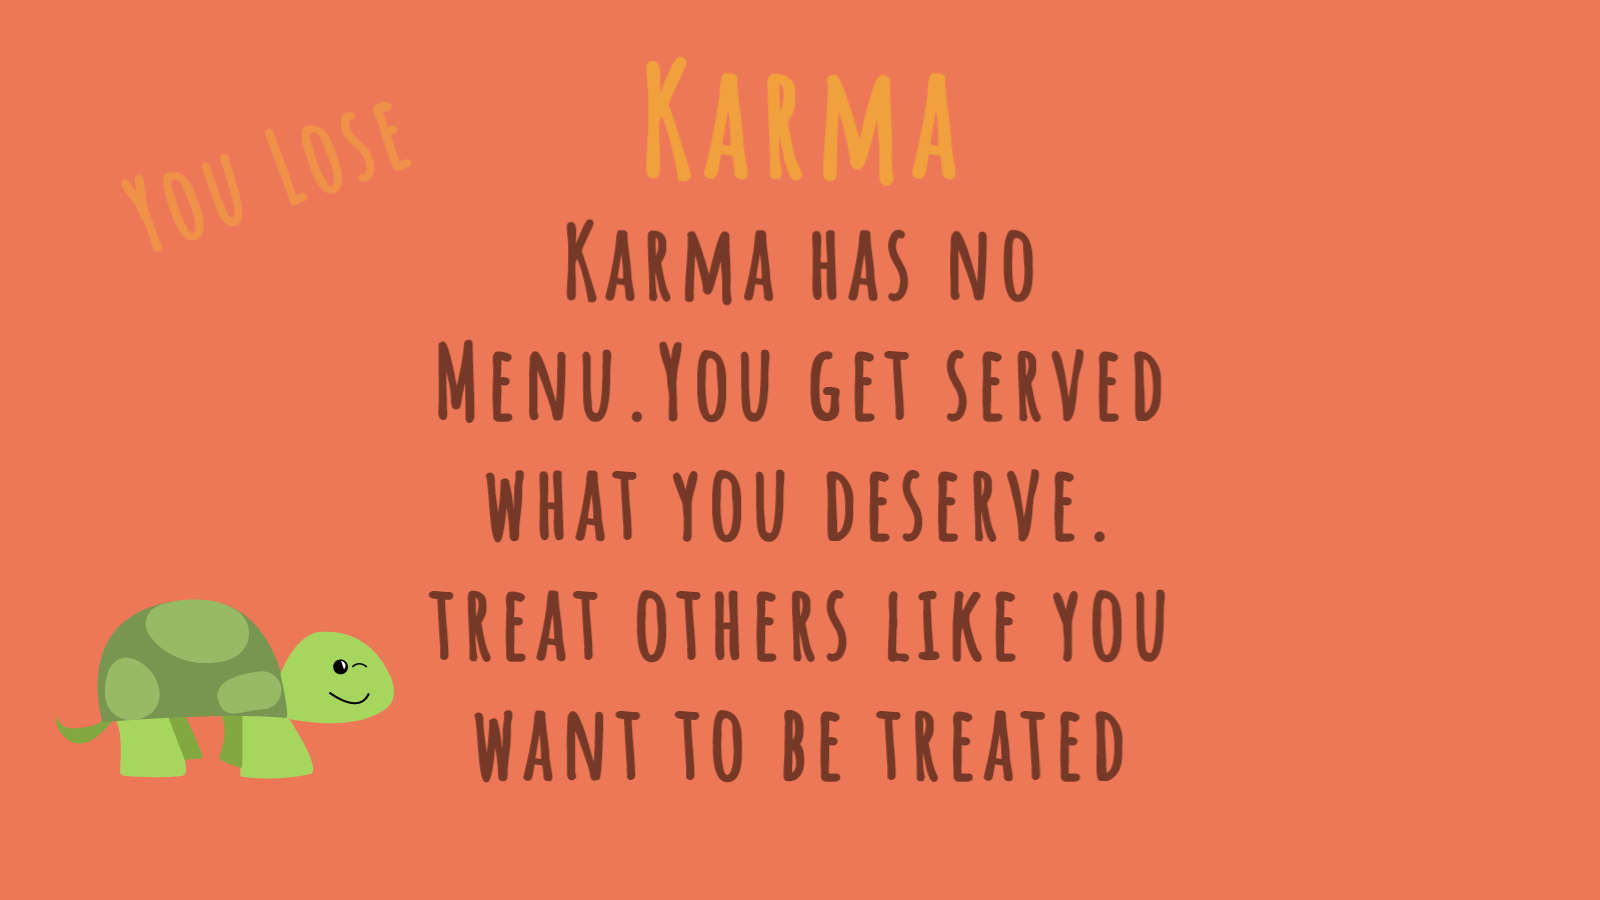 Karma
You Lose
Karma has no
Menu.You get served
what you deserve.
treat others like you
want to be treated